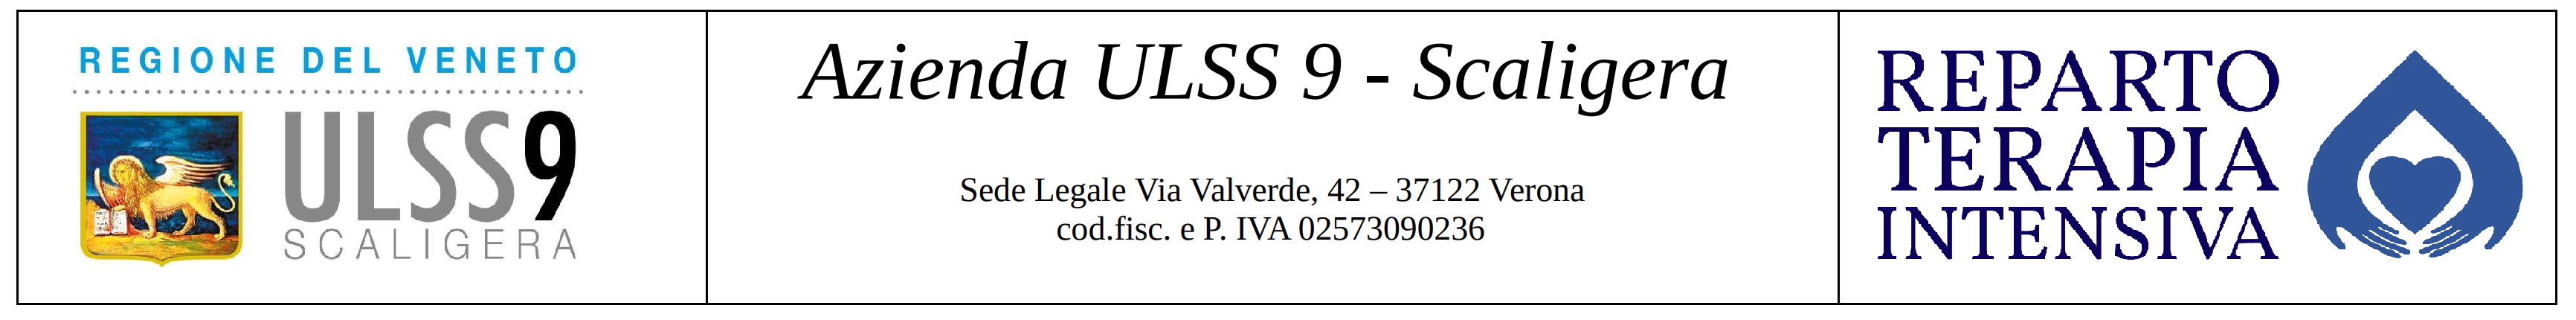 REGIONE DEL VENETO
ULSS9
SCALIGERA
Azienda ULSS 9 - Scaligera
Sede Legale Via Valverde, 42 – 37122 Verona
cod.fisc. e P. IVA 02573090236
REPARTO
TERAPIA
INTENSIVA